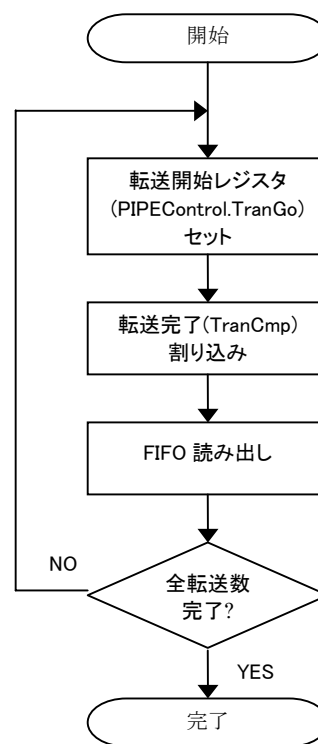 開始
転送開始レジスタ
(PIPEControl.TranGo)
セット
転送完了(TranCmp)
割り込み
FIFO 読み出し
NO
全転送数
完了?
YES
完了